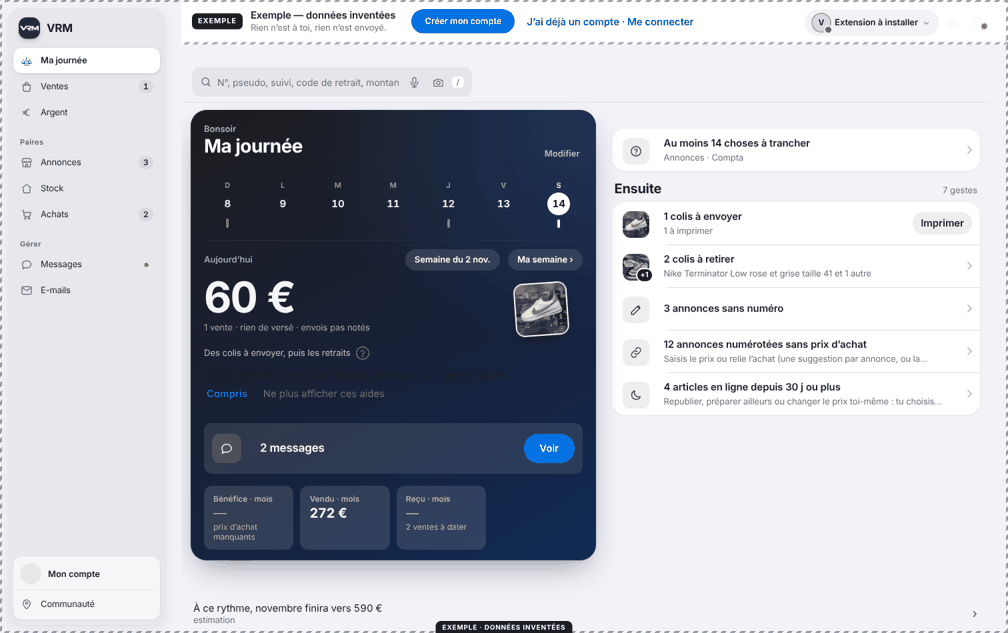 VRM
VRM
Ma journée
Ventes
1
Argent
Paires
Annonces
3
Stock
Achats
2
Gérer
Messages
E-mails
Mon compte
Communauté
EXEMPLE
Exemple — données inventées
Rien n'est à toi, rien n'est envoyé.
Créer mon compte
J'ai déjà un compte · Me connecter
V
Extension à installer
N°, pseudo, suivi, code de retrait, montan
/
Bonsoir
Ma journée
Modifier
D L M M J V S
8 9 10 11 12 13 14
Aujourd'hui
Semaine du 2 nov.
Ma semaine ›
60 €
1 vente · rien de versé · envois pas notés
Des colis à envoyer, puis les retraits ?
Compris
Ne plus afficher ces aides
2 messages
Voir
Bénéfice · mois
—
prix d'achat
manquants
Vendu · mois
272 €
Reçu · mois
—
2 ventes à dater
À ce rythme, novembre finira vers 590 €
estimation
Au moins 14 choses à trancher
Annonces · Compta
Ensuite
7 gestes
1 colis à envoyer
1 à imprimer
Imprimer
+1
2 colis à retirer
Nike Terminator Low rose et grise taille 41 et 1 autre
3 annonces sans numéro
12 annonces numérotées sans prix d'achat
Saisis le prix ou relie l'achat (une suggestion par annonce, ou la…
4 articles en ligne depuis 30 j ou plus
Republier, préparer ailleurs ou changer le prix toi-même : tu choisis…
EXEMPLE · DONNÉES INVENTÉES